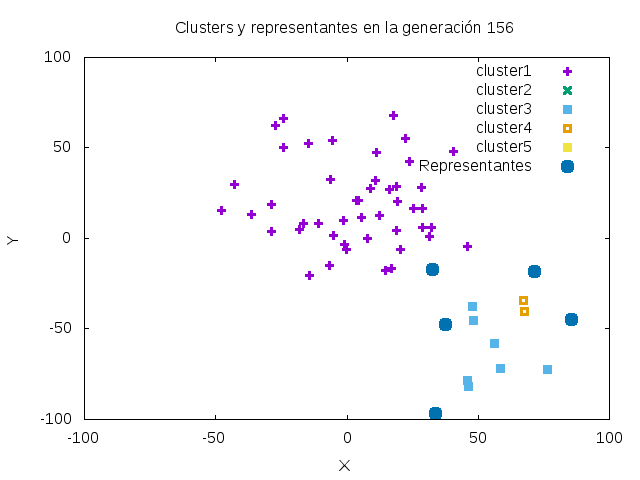 Clusters y representantes en la generación 156
100
50
0
-50
-100
-100
-50
0
50
100
Y
X
cluster1
cluster2
cluster3
cluster4
cluster5
Representantes